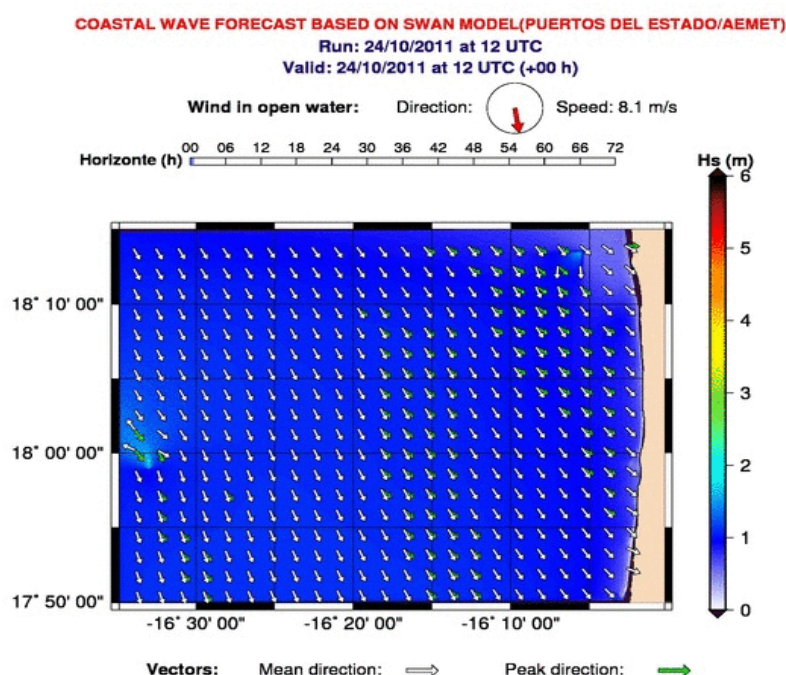 COASTAL WAVE FORECAST BASED ON SWAN MODEL(PUERTOS DEL ESTADO/AEMET)
Run: 24/10/2011 at 12 UTC
Valid: 24/10/2011 at 12 UTC (+00 h)
Wind in open water: Direction: Speed: 8.1 m/s
Horizonte (h) 00 06 12 18 24 30 36 42 48 54 60 66 72
Hs (m)
6
5
4
3
2
1
0
18° 10' 00"
18° 00' 00"
17° 50' 00"
-16° 30' 00" -16° 20' 00" -16° 10' 00"
Vectors: Mean direction: Peak direction: